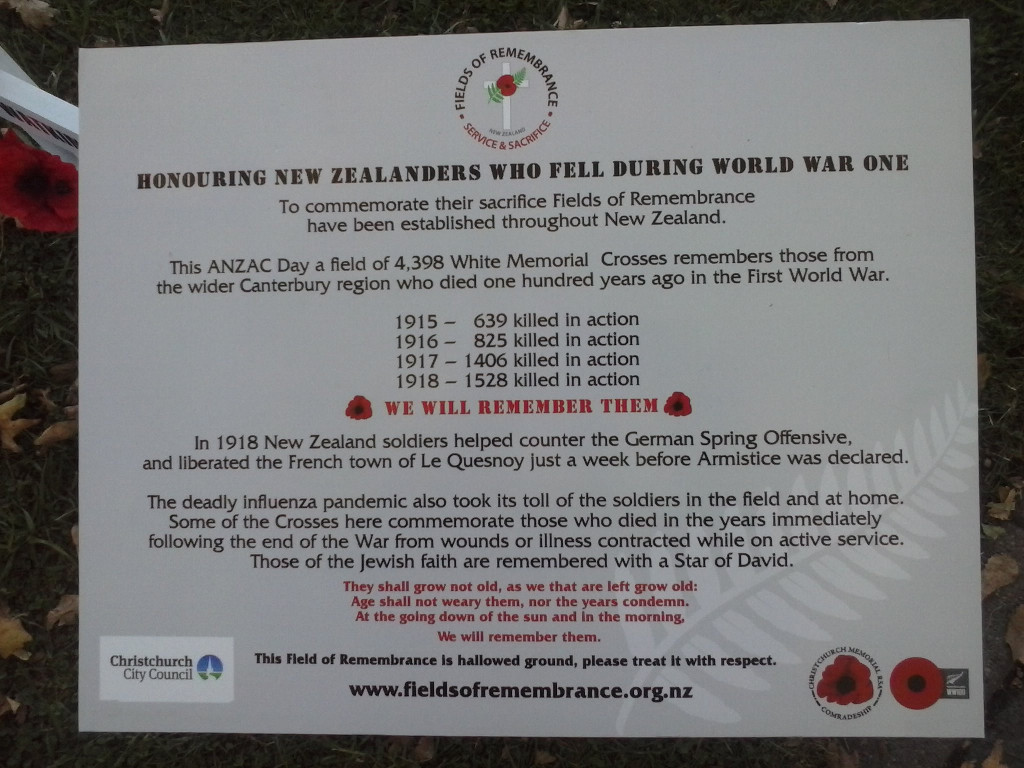 FIELDS OF REMEMBRANCE
NEW ZEALAND
• SERVICE & SACRIFICE •
HONOURING NEW ZEALANDERS WHO FELL DURING WORLD WAR ONE
To commemorate their sacrifice Fields of Remembrance
have been established throughout New Zealand.
This ANZAC Day a field of 4,398 White Memorial Crosses remembers those from
the wider Canterbury region who died one hundred years ago in the First World War.
1915 – 639 killed in action
1916 – 825 killed in action
1917 – 1406 killed in action
1918 – 1528 killed in action
WE WILL REMEMBER THEM
In 1918 New Zealand soldiers helped counter the German Spring Offensive,
and liberated the French town of Le Quesnoy just a week before Armistice was declared.
The deadly influenza pandemic also took its toll of the soldiers in the field and at home.
Some of the Crosses here commemorate those who died in the years immediately
following the end of the War from wounds or illness contracted while on active service.
Those of the Jewish faith are remembered with a Star of David.
They shall grow not old, as we that are left grow old:
Age shall not weary them, nor the years condemn.
At the going down of the sun and in the morning,
We will remember them.
This Field of Remembrance is hallowed ground, please treat it with respect.
www.fieldsofremembrance.org.nz
Christchurch
City Council
CHRISTCHURCH MEMORIAL RSA
COMRADESHIP
WW100